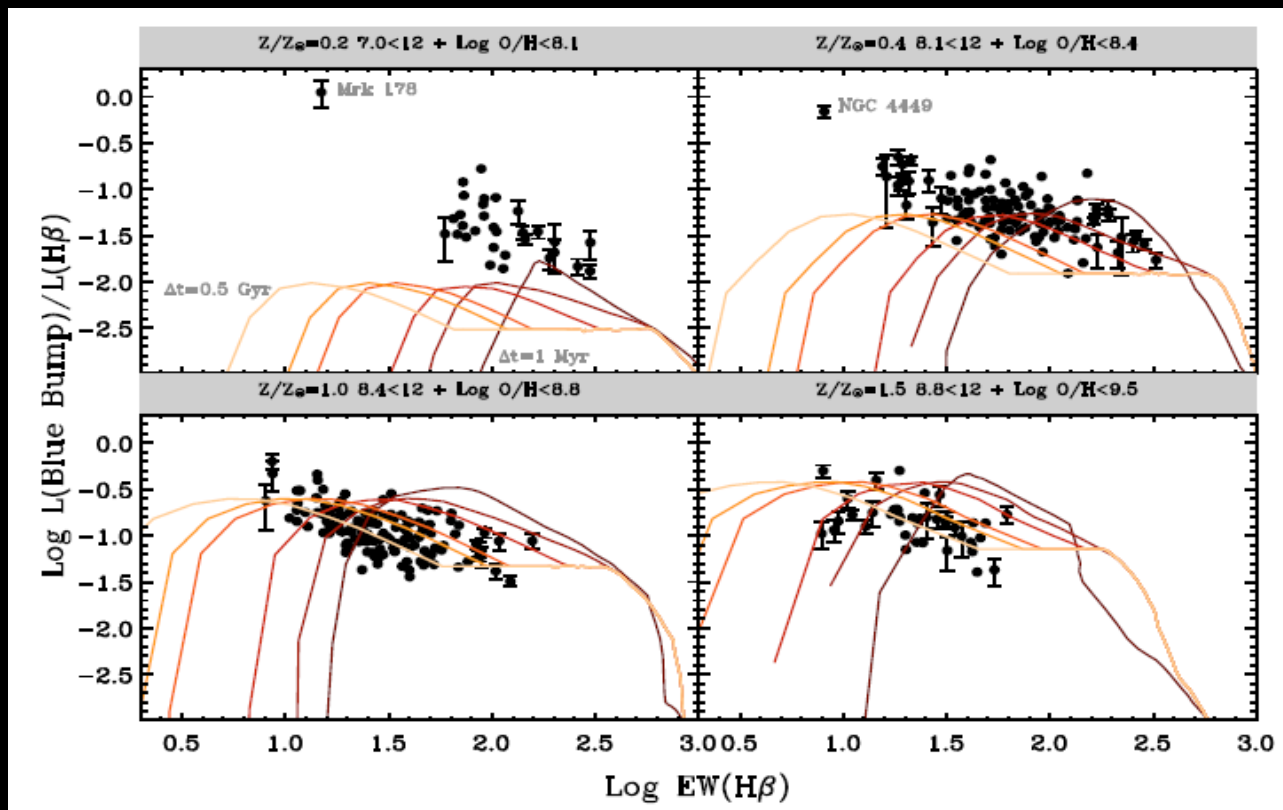 Z/Z⊙=0.2 7.0<12 + Log O/H<8.1
Z/Z⊙=0.4 8.1<12 + Log O/H<8.4
0.0
-0.5
-1.0
-1.5
-2.0
-2.5
Mrk 178
NGC 4449
Δt=0.5 Gyr
Δt=1 Myr
Z/Z⊙=1.0 8.4<12 + Log O/H<8.8
Z/Z⊙=1.5 8.8<12 + Log O/H<9.5
0.0
-0.5
-1.0
-1.5
-2.0
-2.5
Log L(Blue Bump)/L(Hβ)
0.5 1.0 1.5 2.0 2.5 3.0 0.5 1.0 1.5 2.0 2.5 3.0
Log EW(Hβ)